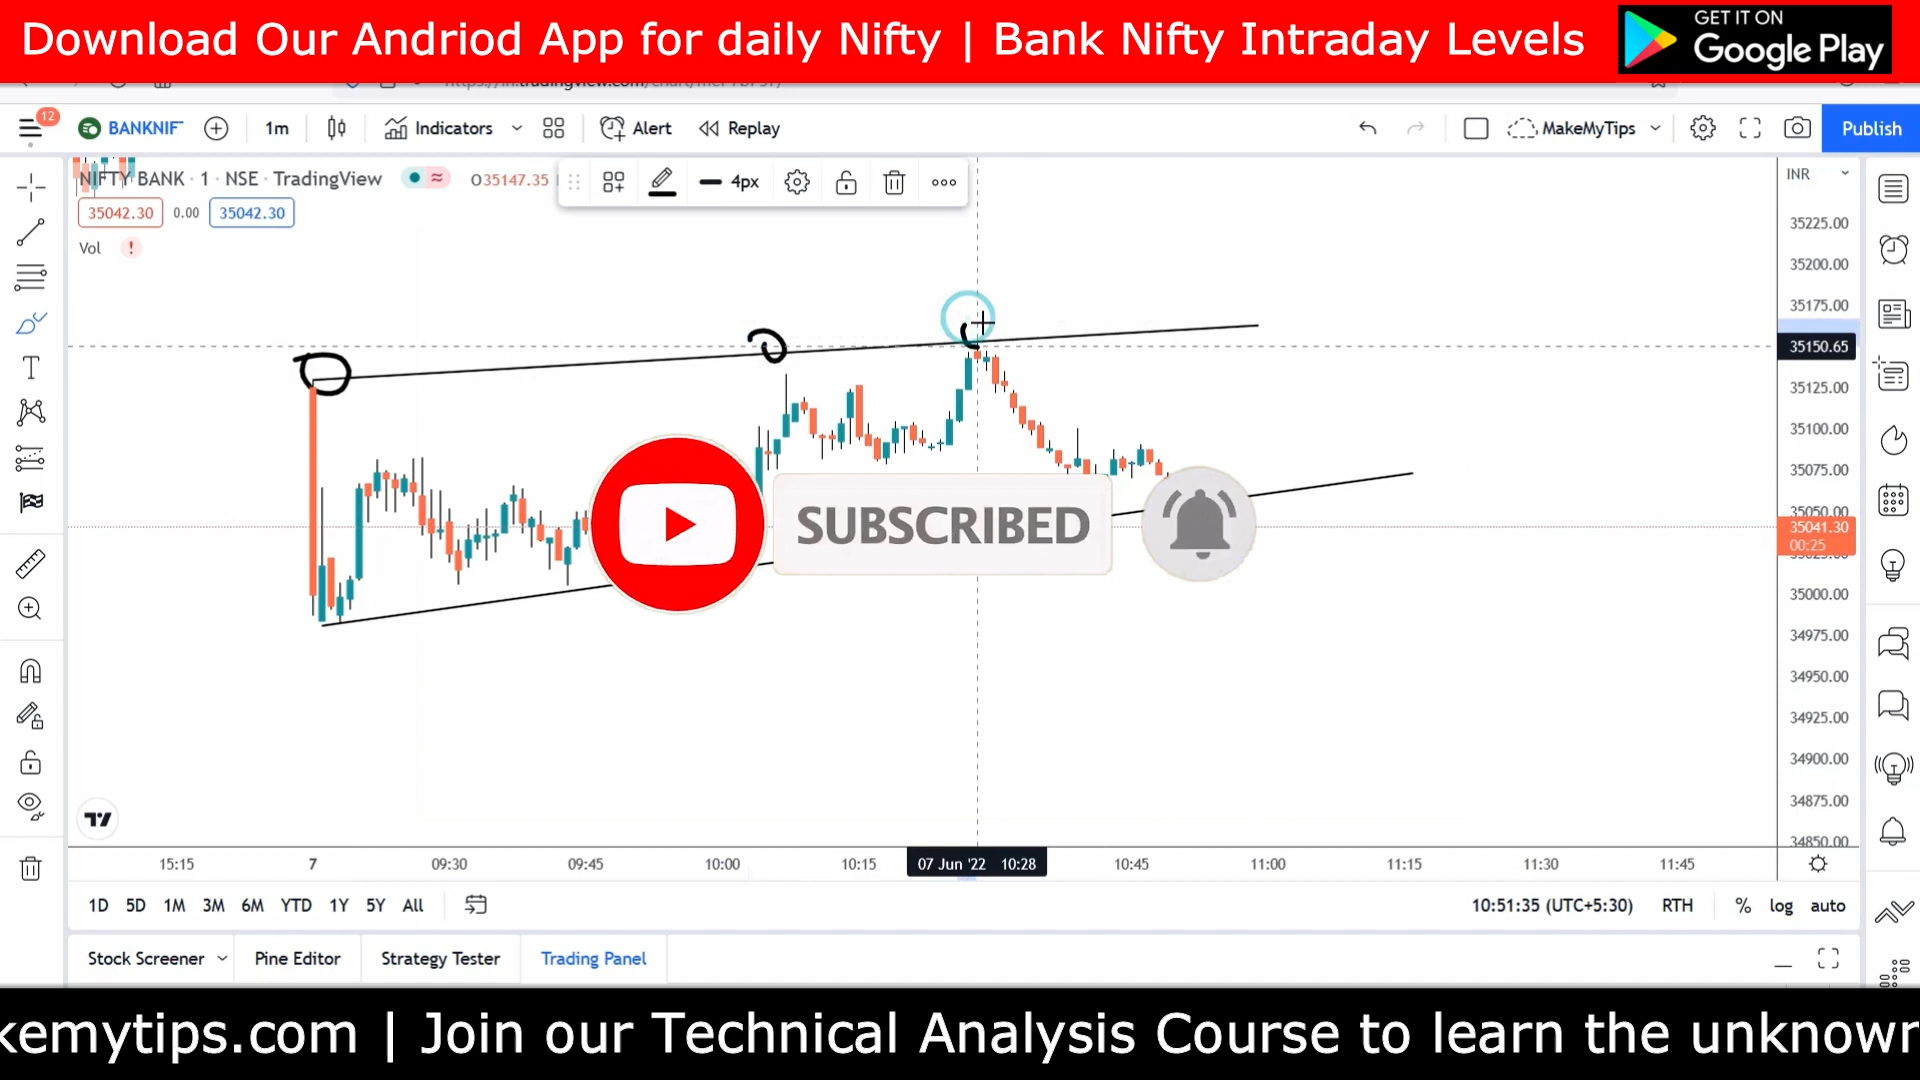 Download Our Andriod App for daily Nifty | Bank Nifty Intraday Levels
GET IT ON
Google Play
12
BANKNIF
1m
Indicators
Alert
Replay
MakeMyTips
Publish
NIFTY BANK · 1 · NSE · TradingView
O35147.35
4px
INR
35042.30
0.00
35042.30
Vol
!
35225.00
35200.00
35175.00
35150.65
35125.00
35100.00
35075.00
35050.00
35041.30
00:25
35000.00
34975.00
34950.00
34925.00
34900.00
34875.00
34850.00
SUBSCRIBED
15:15
7
09:30
09:45
10:00
10:15
07 Jun '22 10:28
10:45
11:00
11:15
11:30
11:45
1D 5D 1M 3M 6M YTD 1Y 5Y All
10:51:35 (UTC+5:30)
RTH
%
log
auto
Stock Screener
Pine Editor
Strategy Tester
Trading Panel
kemytips.com | Join our Technical Analysis Course to learn the unknown